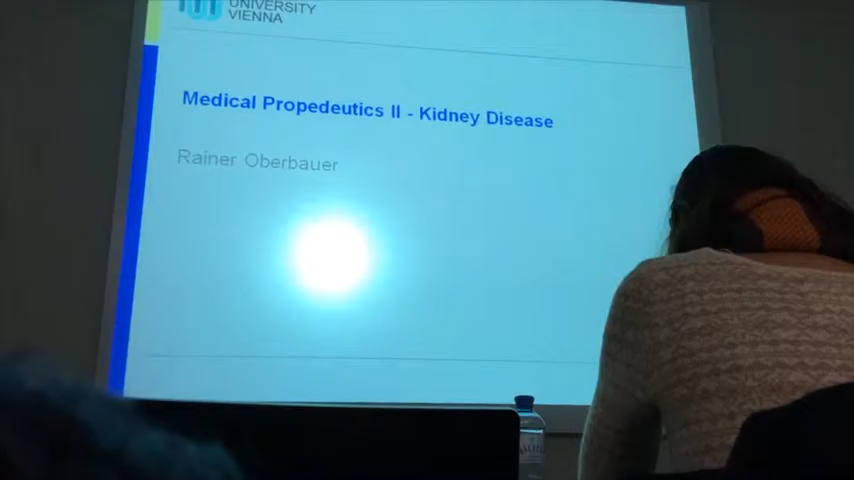 UNIVERSITY
VIENNA
Medical Propedeutics II - Kidney Disease
Rainer Oberbauer